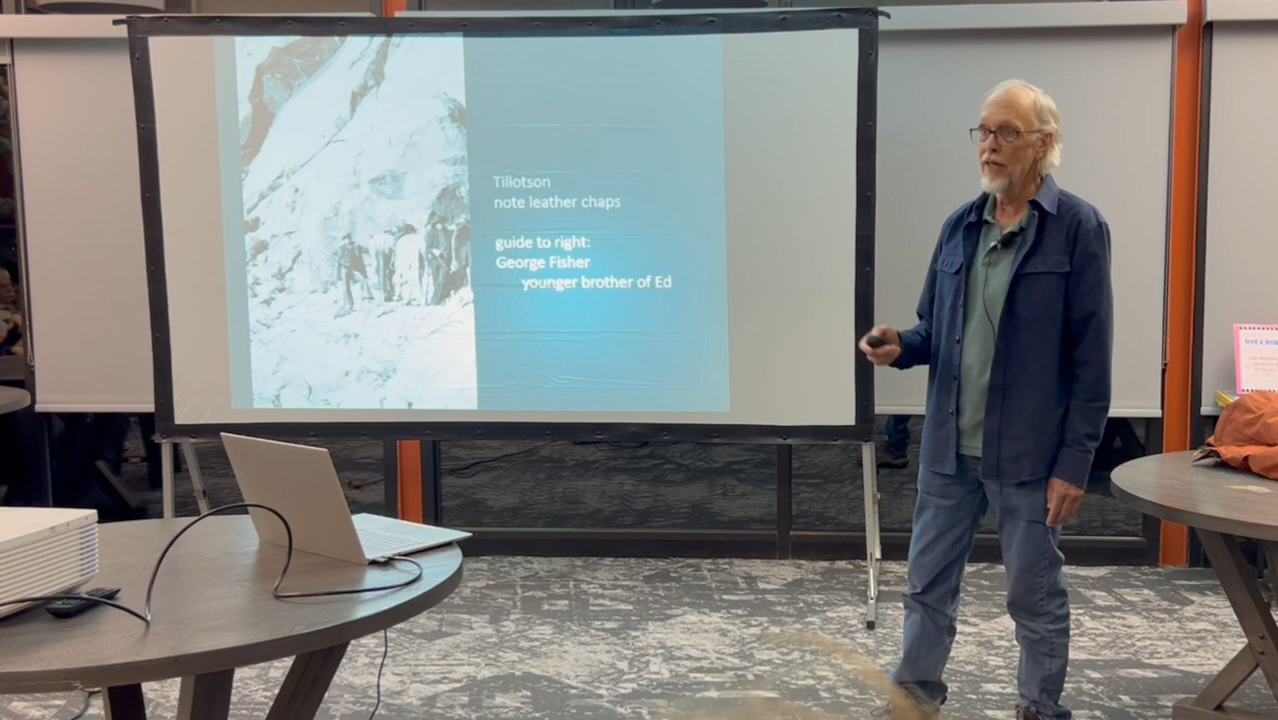 Tillotson
note leather chaps
guide to right:
George Fisher
younger brother of Ed